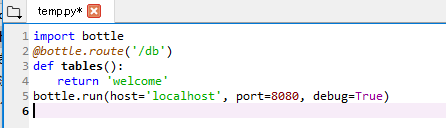 temp.py*
1 import bottle
2 @bottle.route('/db')
3 def tables():
4     return 'welcome'
5 bottle.run(host='localhost', port=8080, debug=True)
6